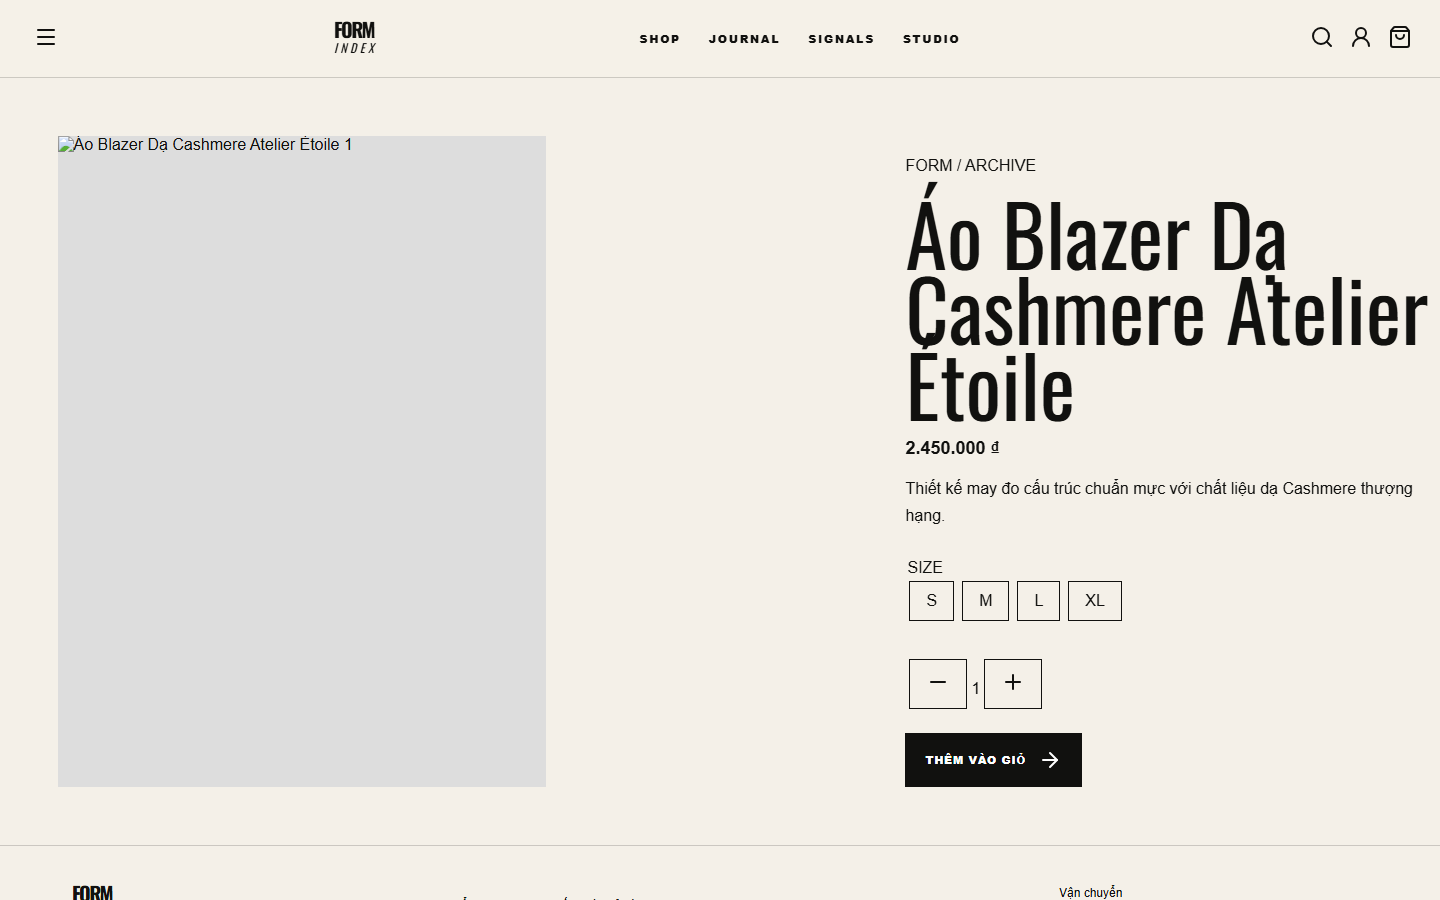 FORM
INDEX
SHOP JOURNAL SIGNALS STUDIO
Áo Blazer Dạ Cashmere Atelier Étoile 1
FORM / ARCHIVE
Áo Blazer Dạ
Cashmere Atelier
Étoile
2.450.000 ₫
Thiết kế may đo cấu trúc chuẩn mực với chất liệu dạ Cashmere thượng
hạng.
SIZE
S M L XL
1
THÊM VÀO GIỎ
FORM
Vận chuyển